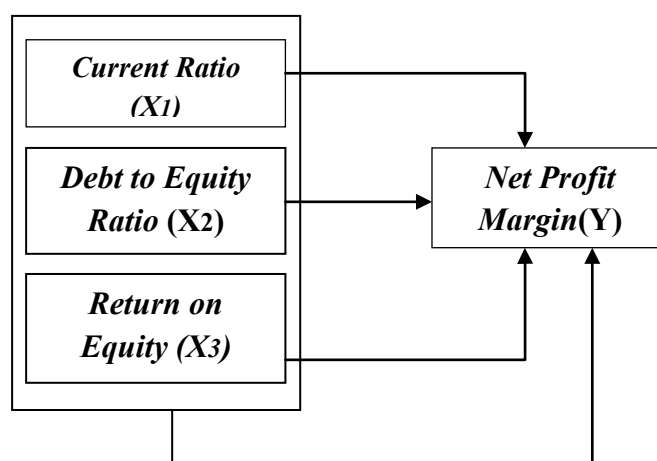 Current Ratio
(X1)
Debt to Equity
Ratio (X2)
Return on
Equity (X3)
Net Profit
Margin(Y)